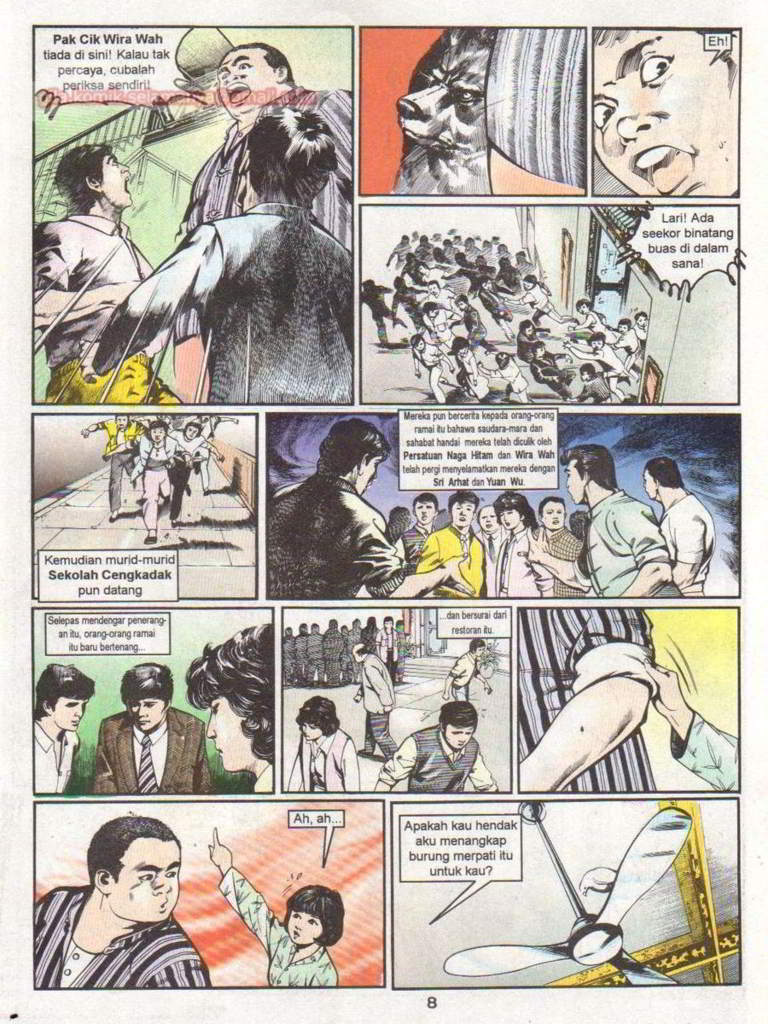 Pak Cik Wira Wah
tiada di sini! Kalau tak
percaya, cubalah
periksa sendiri!
Eh!
Lari! Ada
seekor binatang
buas di dalam
sana!
Kemudian murid-murid
Sekolah Cengkadak
pun datang
Mereka pun bercerita kepada orang-orang
ramai itu bahawa saudara-mara dan
sahabat handai mereka telah diculik oleh
Persatuan Naga Hitam dan Wira Wah
telah pergi menyelamatkan mereka dengan
Sri Arhat dan Yuan Wu.
Selepas mendengar penerang-
an itu, orang-orang ramai
itu baru bertenang...
...dan bersurai dari
restoran itu.
Ah, ah...
Apakah kau hendak
aku menangkap
burung merpati itu
untuk kau?
8